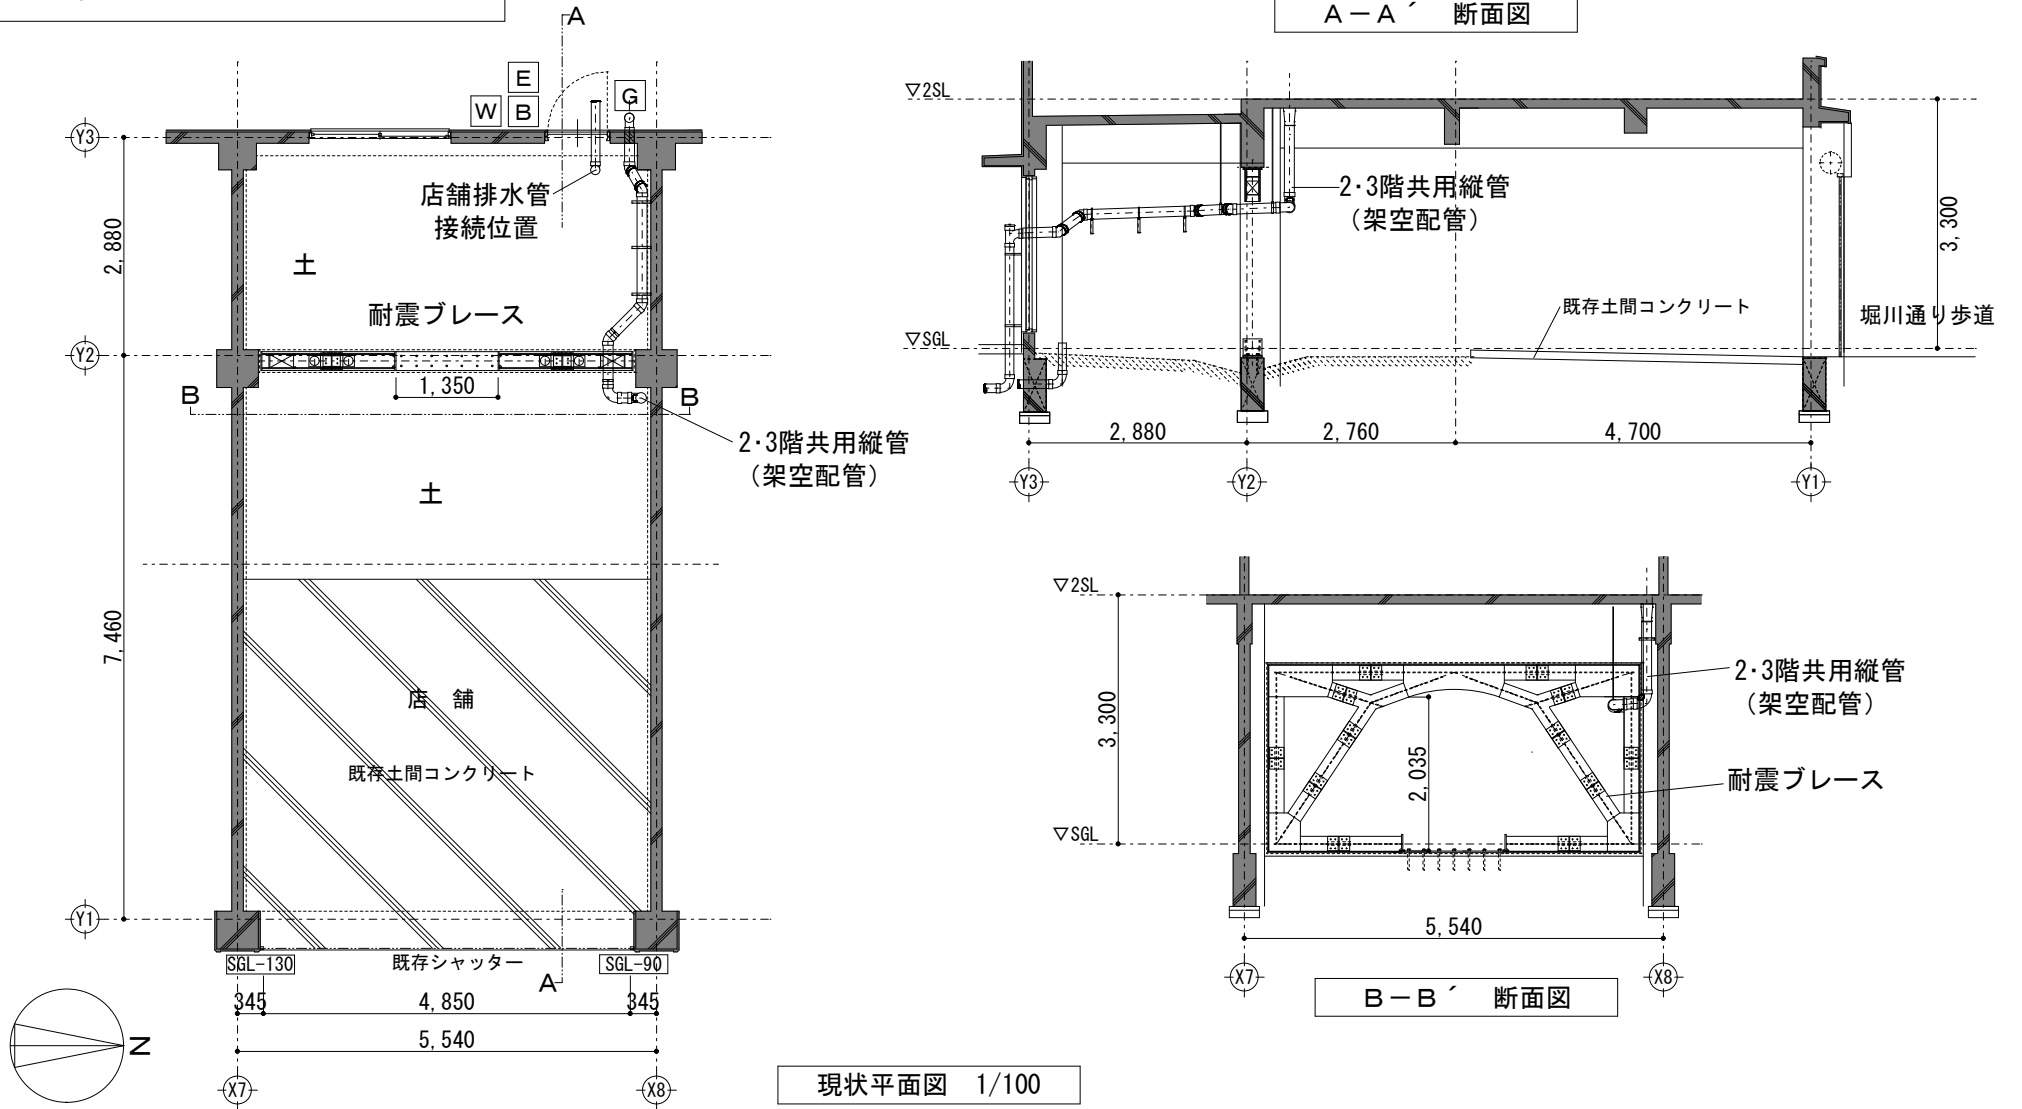 A
E
W
B
G
Y3
店舗排水管
接続位置
2,880
土
耐震ブレース
Y2
1,350
B
B
2・3階共用縦管
（架空配管）
土
7,460
店 舗
既存土間コンクリート
Y1
SGL-130
既存シャッター
SGL-90
A
345
4,850
345
5,540
N
X7
X8
現状平面図 1/100
A－A´ 断面図
▽2SL
2・3階共用縦管
（架空配管）
3,300
既存土間コンクリート
堀川通り歩道
▽SGL
2,880
2,760
4,700
Y3
Y2
Y1
▽2SL
2・3階共用縦管
（架空配管）
3,300
2,035
耐震ブレース
▽SGL
5,540
X7
X8
B－B´ 断面図